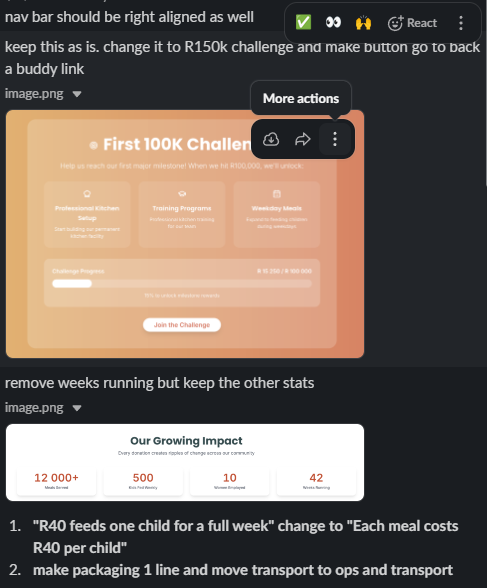 nav bar should be right aligned as well
React
keep this as is. change it to R150k challenge and make button go to back
a buddy link
image.png
More actions
First 100K Challen
Help us reach our first major milestone! When we hit R100,000, we'll unlock:
Professional Kitchen
Setup
Start building our permanent
kitchen facility
Training Programs
Professional kitchen training
for our team
Weekday Meals
Expand to feeding children
during weekdays
Challenge Progress
R 15 250 / R 100 000
to unlock milestone rewards
Join the Challenge
remove weeks running but keep the other stats
image.png
Our Growing Impact
Every donation creates ripples of change across our community
12 000+
Meals Served
500
Kids Fed Weekly
10
Women Employed
42
Weeks Running
1. "R40 feeds one child for a full week" change to "Each meal costs
R40 per child"
2. make packaging 1 line and move transport to ops and transport